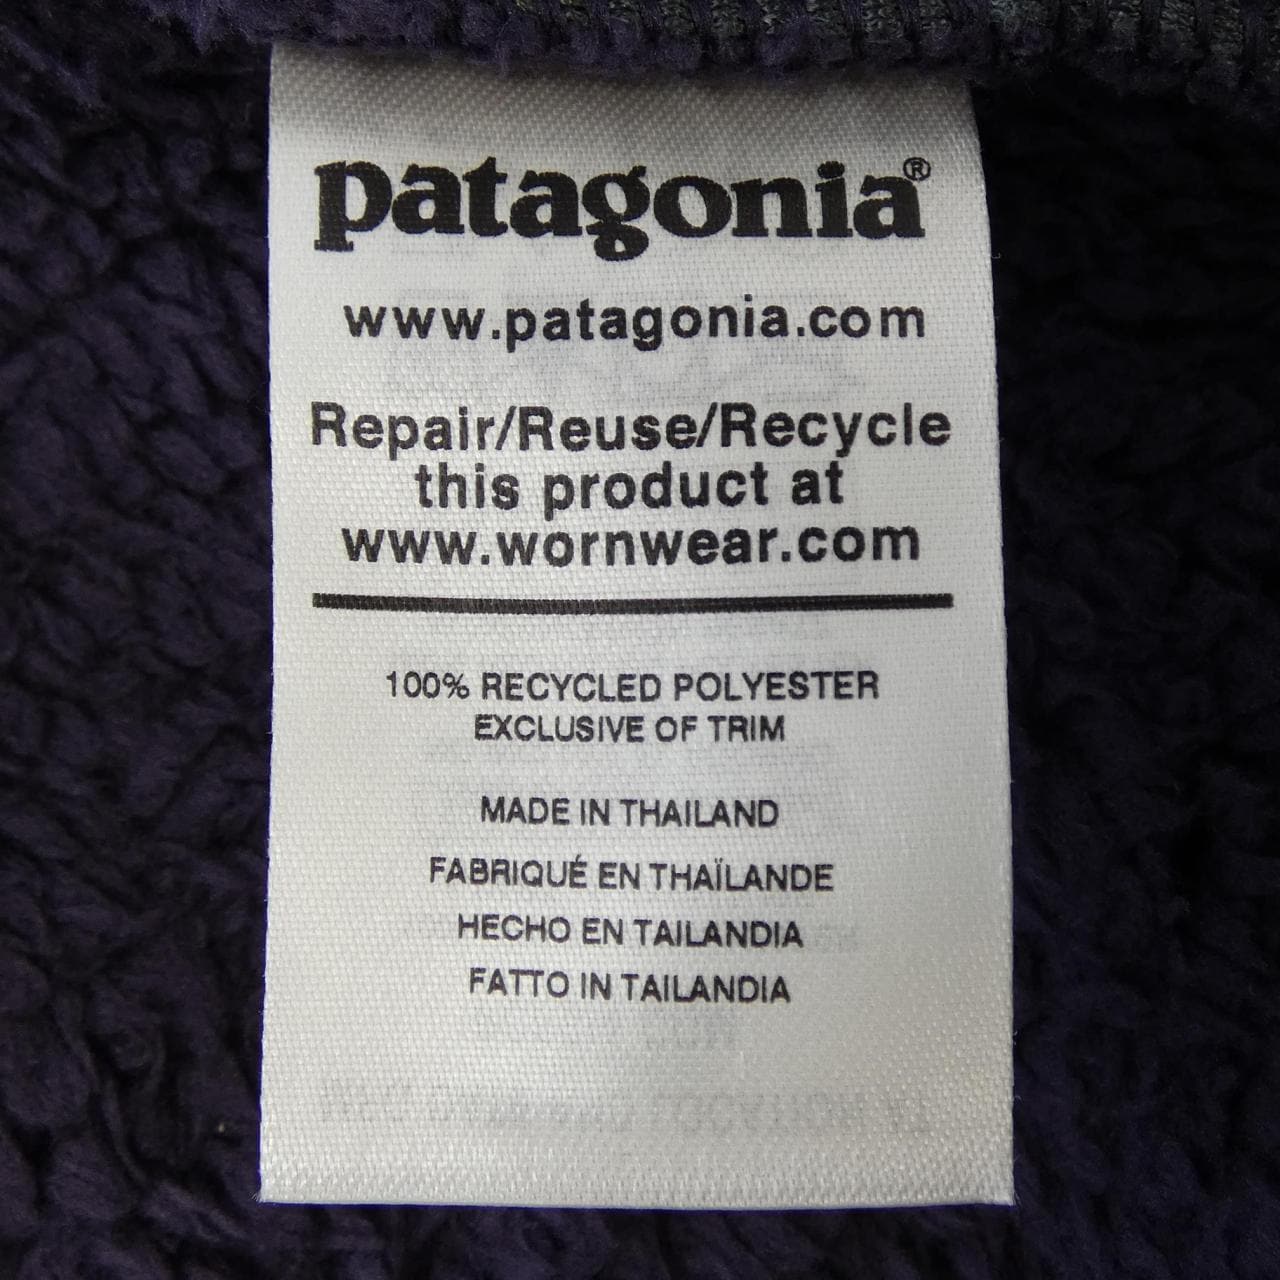 patagonia®
www.patagonia.com
Repair/Reuse/Recycle
this product at
www.wornwear.com
100% RECYCLED POLYESTER
EXCLUSIVE OF TRIM
MADE IN THAILAND
FABRIQUÉ EN THAÏLANDE
HECHO EN TAILANDIA
FATTO IN TAILANDIA